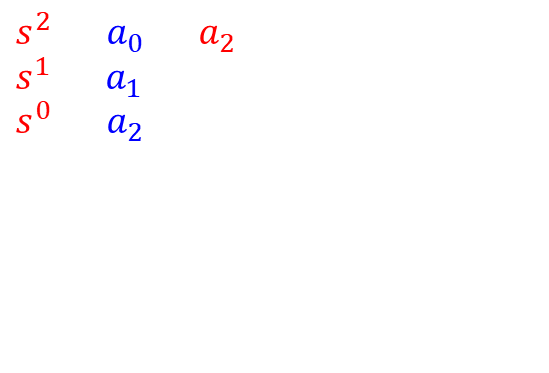 s² a₀ a₂
s¹ a₁
s⁰ a₂